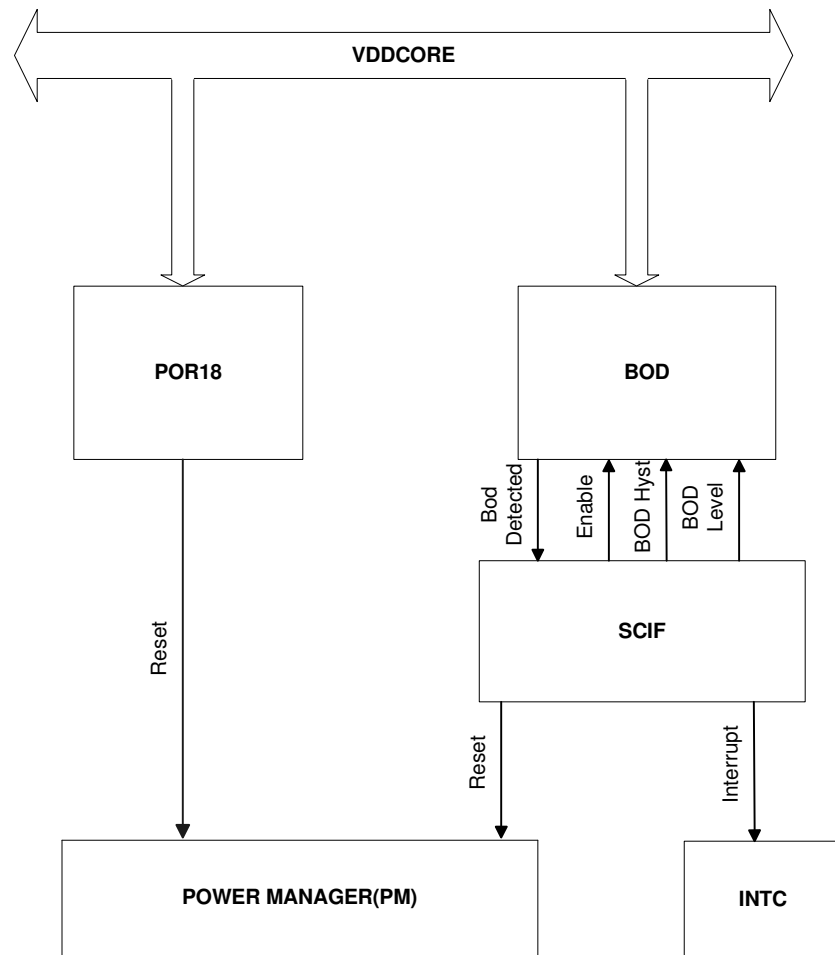 VDDCORE
POR18
BOD
Bod
Detected
Enable
BOD Hyst
BOD
Level
SCIF
Reset
Reset
Interrupt
POWER MANAGER(PM)
INTC